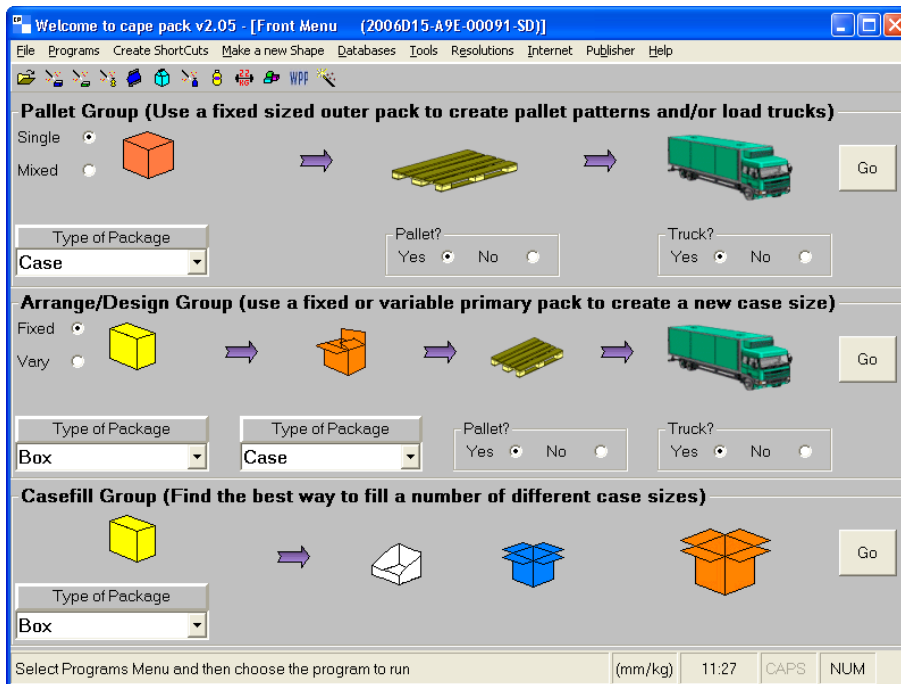 Welcome to cape pack v2.05 - [Front Menu (2006D15-A9E-00091-SD)]
File Programs Create ShortCuts Make a new Shape Databases Tools Resolutions Internet Publisher Help
WPP
Pallet Group (Use a fixed sized outer pack to create pallet patterns and/or load trucks)
Single
Mixed
Go
Type of Package
Case
Pallet?
Yes No
Truck?
Yes No
Arrange/Design Group (use a fixed or variable primary pack to create a new case size)
Fixed
Vary
Go
Type of Package
Box
Type of Package
Case
Pallet?
Yes No
Truck?
Yes No
Casefill Group (Find the best way to fill a number of different case sizes)
Go
Type of Package
Box
Select Programs Menu and then choose the program to run (mm/kg) 11:27 CAPS NUM